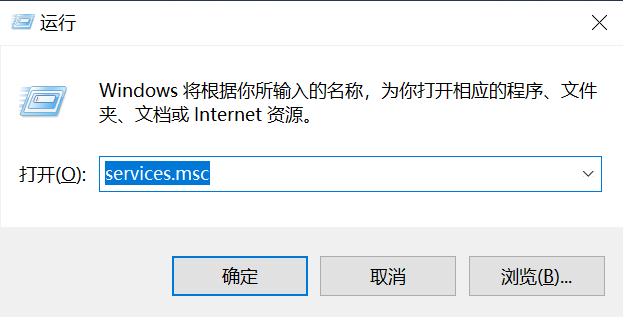 运行
Windows 将根据你所输入的名称，为你打开相应的程序、文件
夹、文档或 Internet 资源。
打开(O): services.msc
确定 取消 浏览(B)...